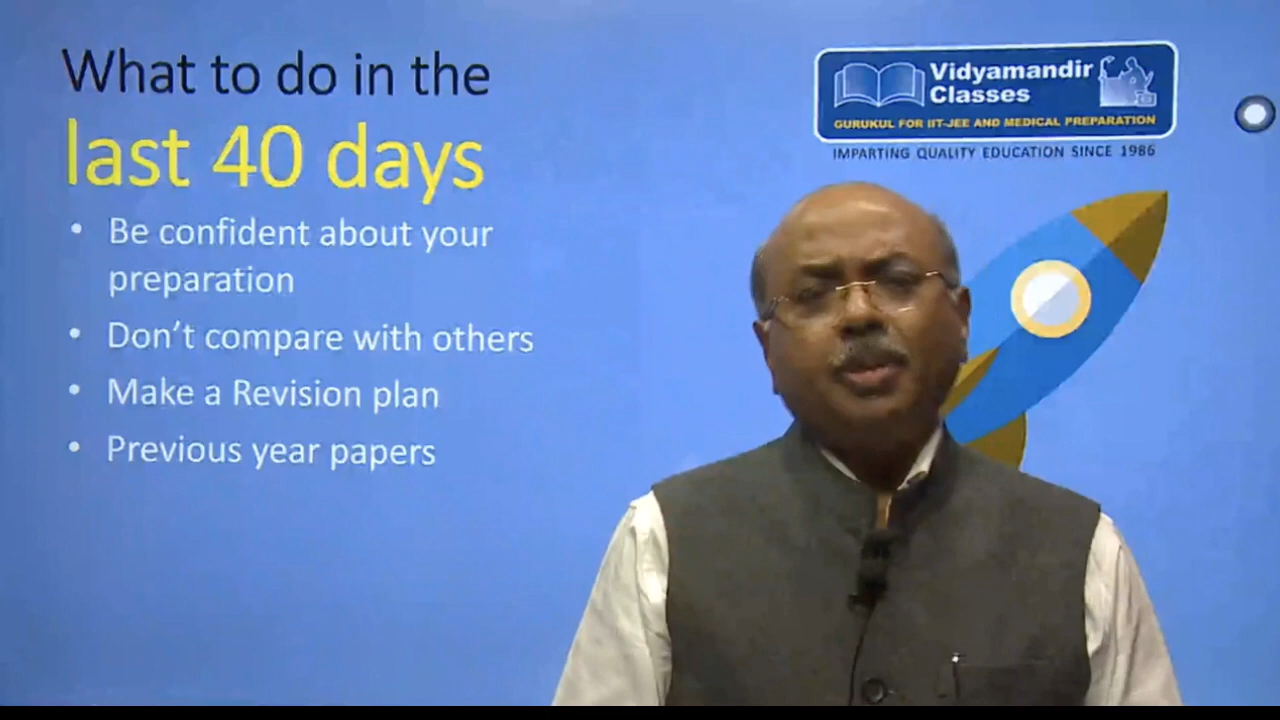 What to do in the
last 40 days
• Be confident about your
preparation
• Don't compare with others
• Make a Revision plan
• Previous year papers
Vidyamandir
Classes
GURUKUL FOR IIT-JEE AND MEDICAL PREPARATION
IMPARTING QUALITY EDUCATION SINCE 1986